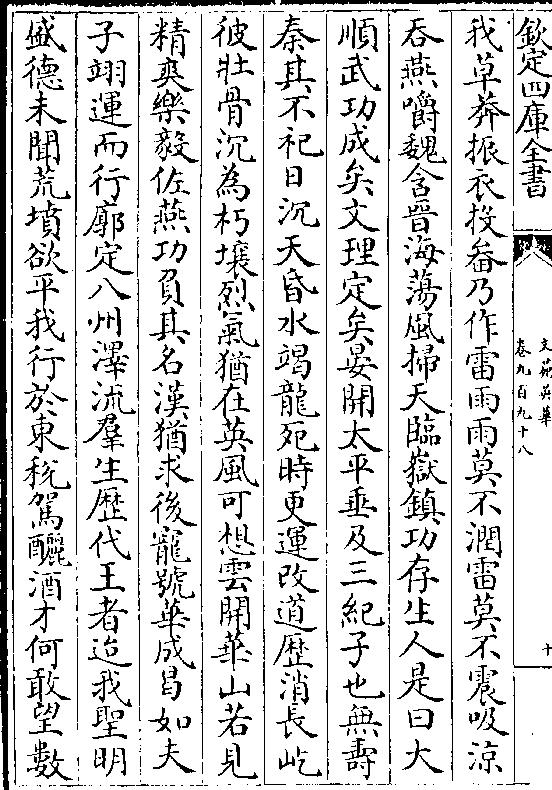 欽定四庫全書
文苑英華
卷九百九十八
十
我草莽振衣投畚乃作雷雨雨莫不潤雷莫不震吸涼
吞燕嚼魏含晉海蕩風掃天臨嶽鎮功存生人是曰大
順武功成矣文理定矣晏開太平垂及三紀子也無壽
秦其不祀日沉天昏水竭龍死時更運改道歷消長屹
彼壯骨沉為朽壤烈氣猶在英風可想雲開華山若見
精爽樂毅佐燕功負其名漢猶求後寵號華成曷如夫
子翊運而行廓定八州澤流羣生歷代王者迨我聖明
盛德未聞荒墳欲平我行於東稅駕釃酒才何敢望數